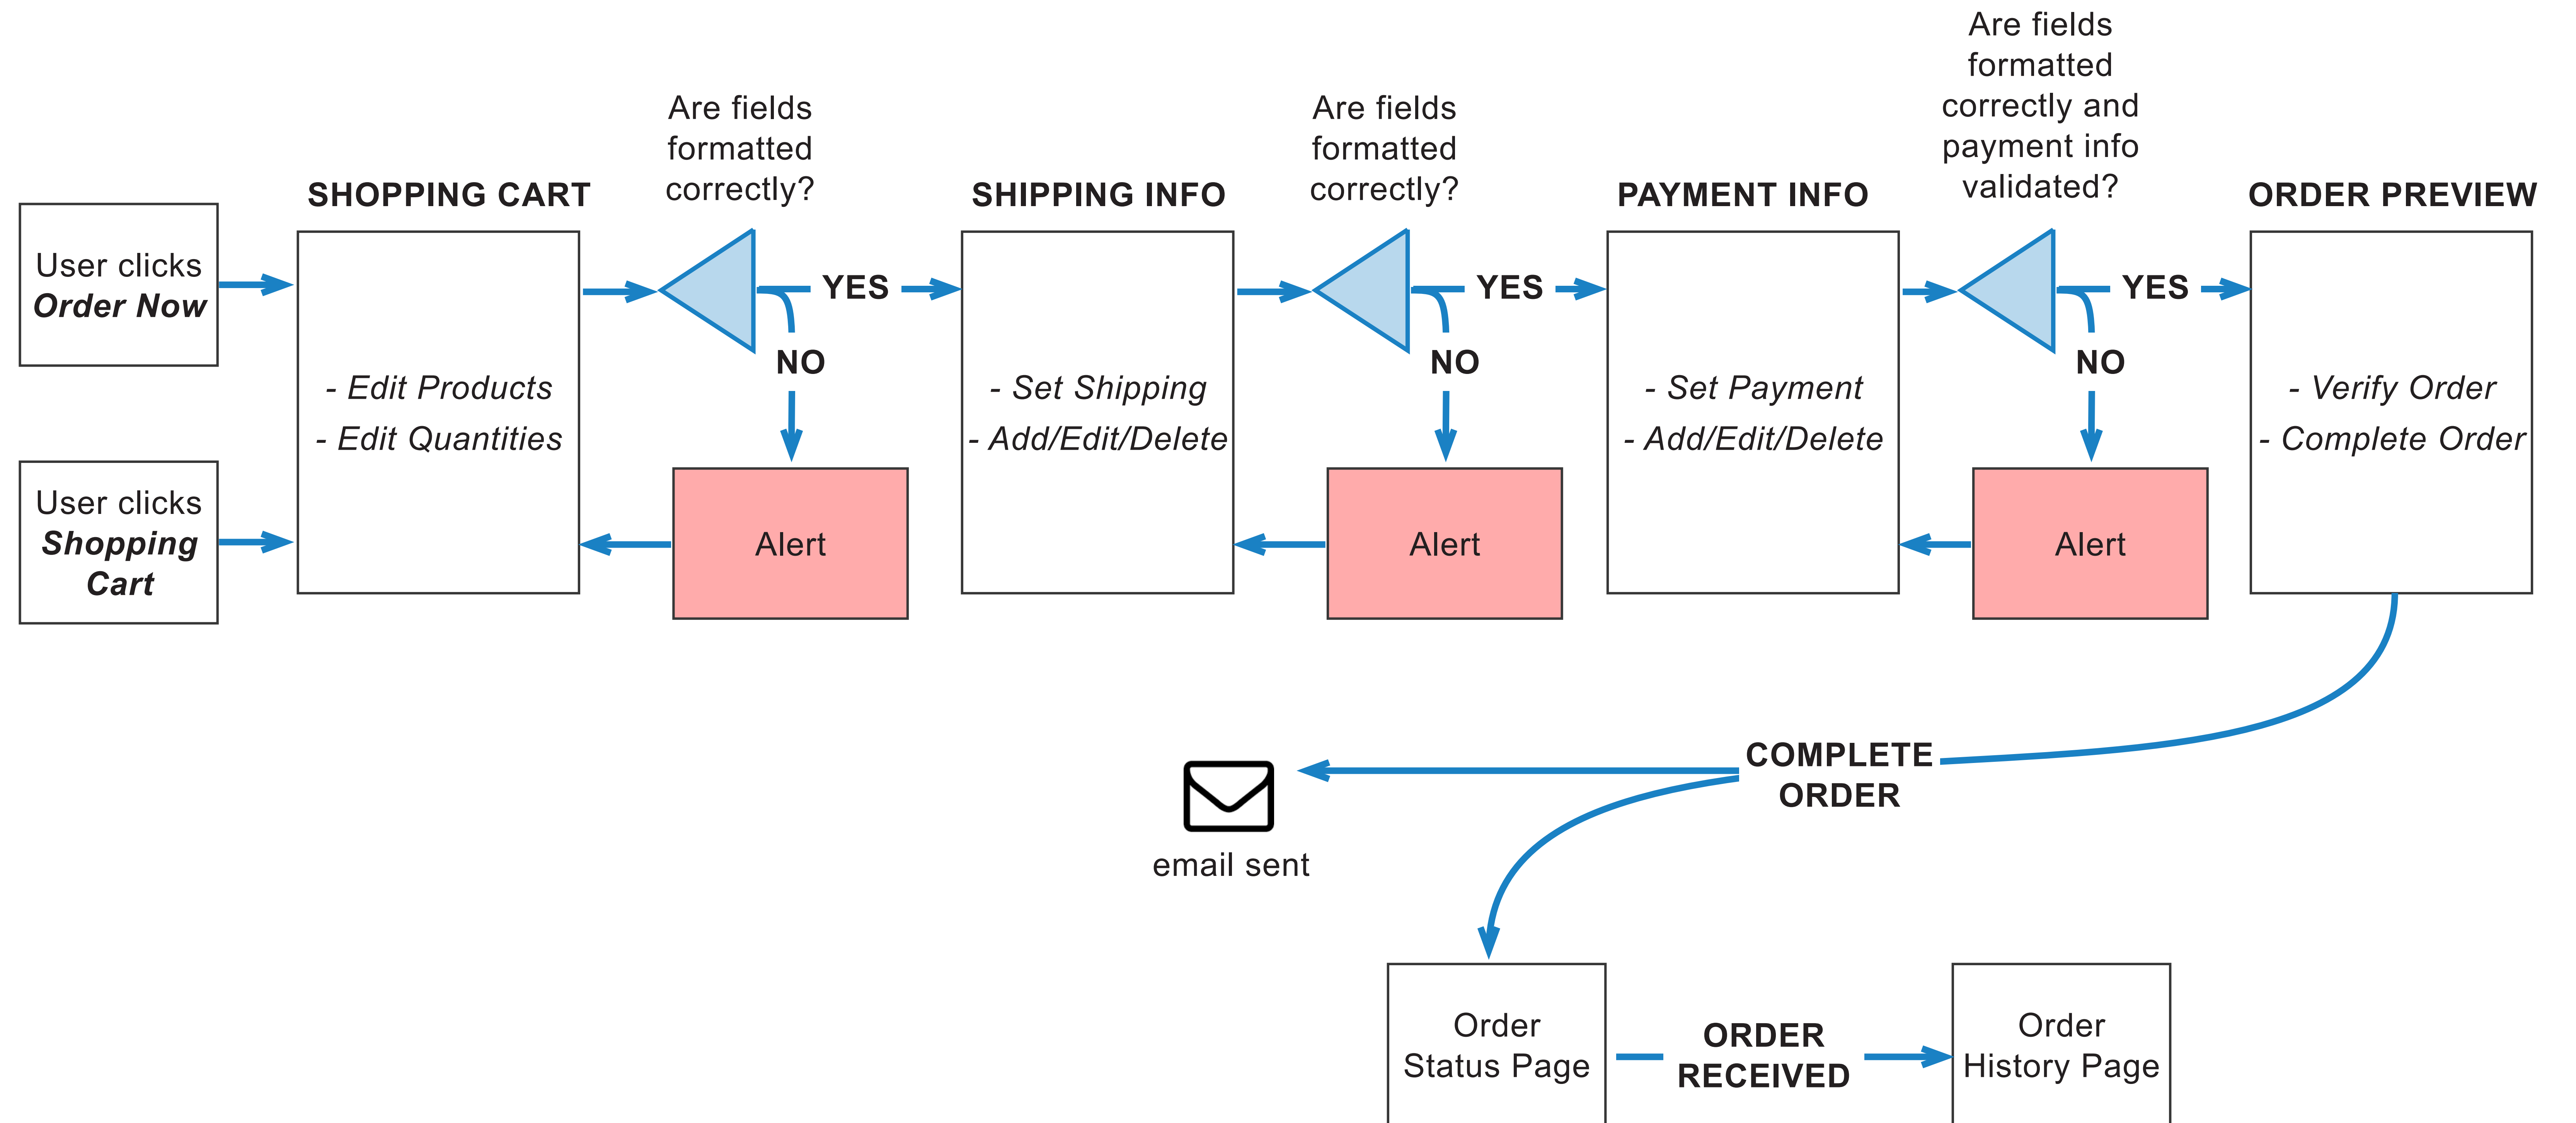 User clicks
Order Now
User clicks
Shopping
Cart
SHOPPING CART
- Edit Products
- Edit Quantities
Are fields
formatted
correctly?
YES
NO
Alert
SHIPPING INFO
- Set Shipping
- Add/Edit/Delete
Are fields
formatted
correctly?
YES
NO
Alert
PAYMENT INFO
- Set Payment
- Add/Edit/Delete
Are fields
formatted
correctly and
payment info
validated?
YES
NO
Alert
ORDER PREVIEW
- Verify Order
- Complete Order
COMPLETE
ORDER
email sent
Order
Status Page
ORDER
RECEIVED
Order
History Page